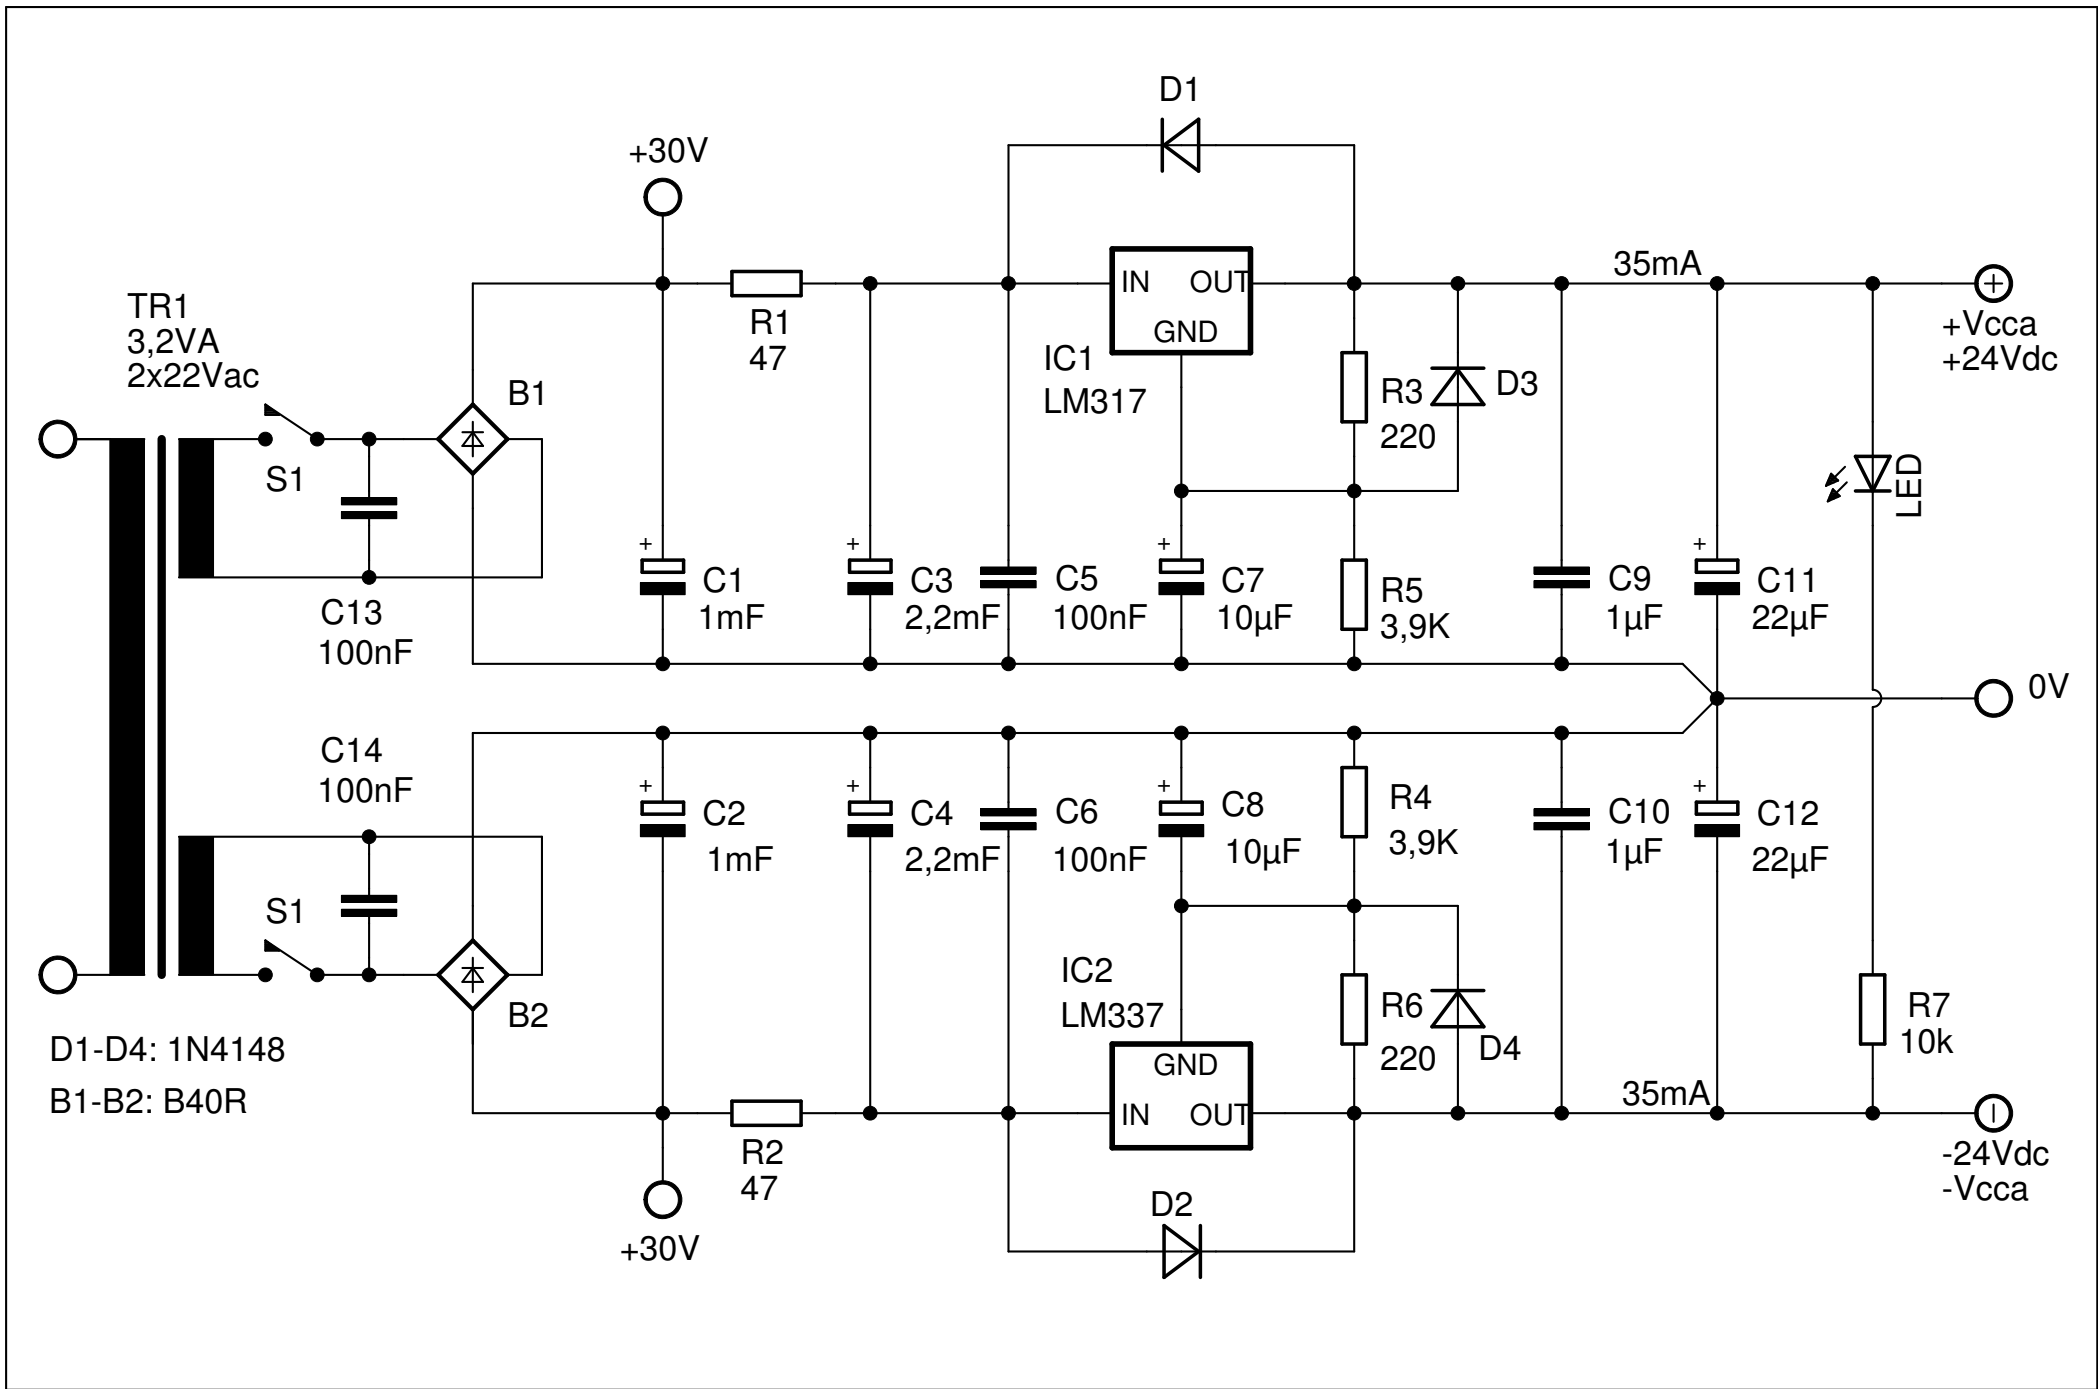 D1
+30V
TR1
3,2VA
2x22Vac
S1
B1
C13
100nF
R1
47
IN
OUT
GND
IC1
LM317
R3
220
D3
35mA
+
+Vcca
+24Vdc
LED
+
C1
1mF
+
C3
2,2mF
C5
100nF
+
C7
10µF
R5
3,9K
C9
1µF
+
C11
22µF
0V
C14
100nF
S1
B2
+
C2
1mF
+
C4
2,2mF
C6
100nF
+
C8
10µF
R4
3,9K
C10
1µF
+
C12
22µF
IC2
LM337
GND
IN
OUT
R6
220
D4
R7
10k
35mA
-24Vdc
-Vcca
D1-D4: 1N4148
B1-B2: B40R
R2
47
+30V
D2